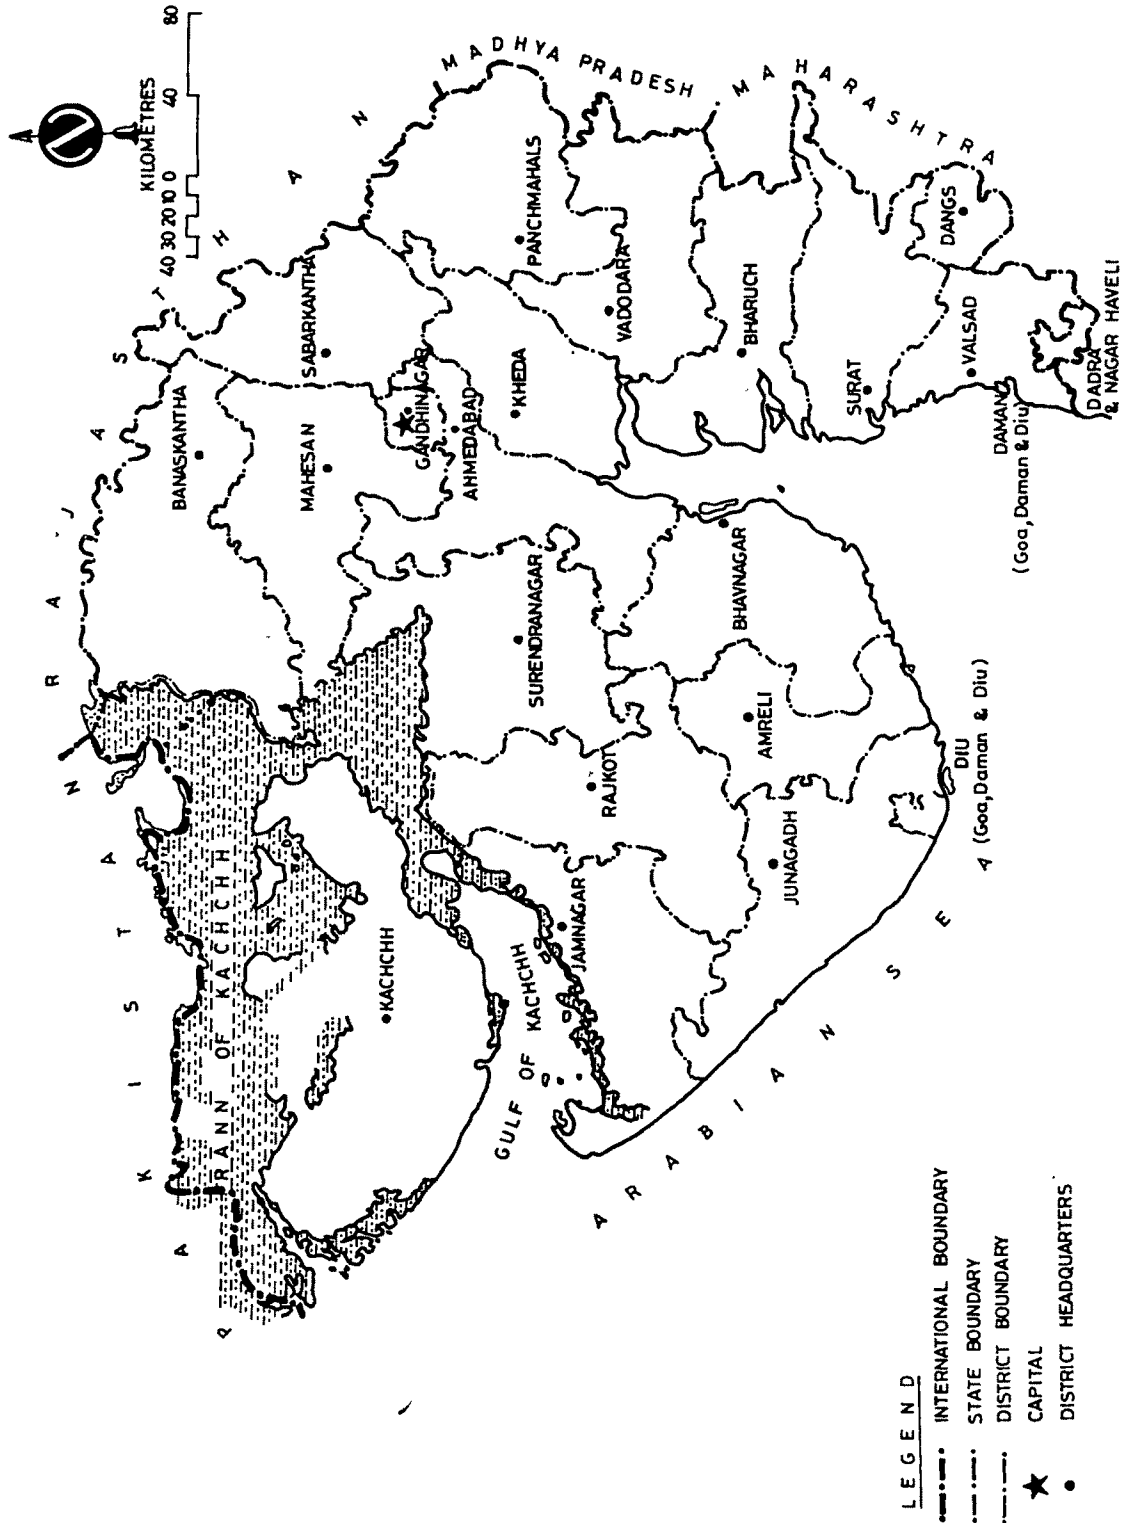 KILOMETRES
40 30 20 10 0 40 80
RAJASTHAN
MADHYA PRADESH
MAHARASHTRA
PAKISTAN
RANN OF KACHCHH
BANASKANTHA
SABARKANTHA
MAHESAN
GANDHINAGAR
AHMEDABAD
KHEDA
PANCHMAHALS
VADODARA
BHARUCH
SURAT
DANGS
VALSAD
DAMAN
(Goa, Daman & Diu)
DADRA
& NAGAR HAVELI
KACHCHH
GULF OF KACHCHH
SURENDRANAGAR
RAJKOT
JAMNAGAR
BHAVNAGAR
AMRELI
JUNAGADH
DIU
(Goa, Daman & Diu)
ARABIAN SEA
LEGEND
INTERNATIONAL BOUNDARY
STATE BOUNDARY
DISTRICT BOUNDARY
CAPITAL
DISTRICT HEADQUARTERS